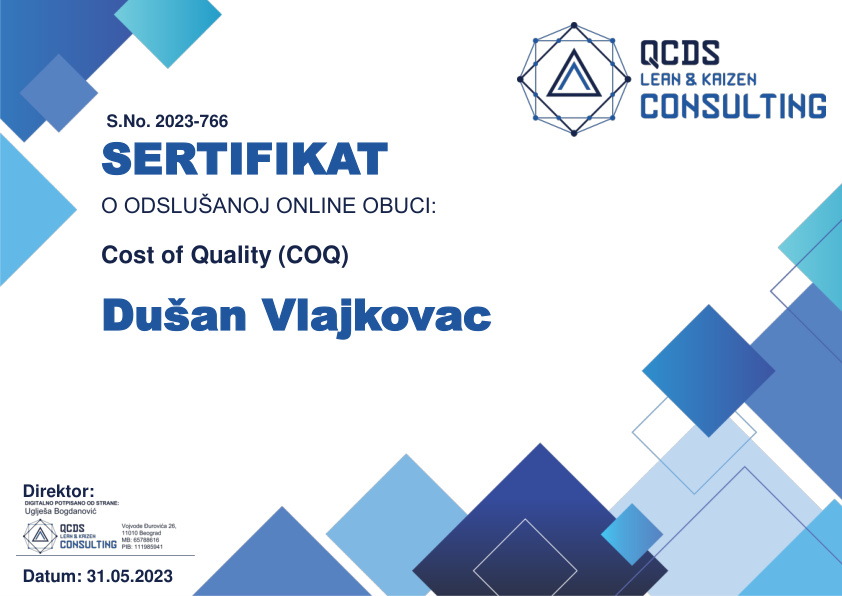 QCDS
LEAN & KAIZEN
CONSULTING
S.No. 2023-766
SERTIFIKAT
O ODSLUŠANOJ ONLINE OBUCI:
Cost of Quality (COQ)
Dušan Vlajkovac
Direktor:
DIGITALNO POTPISANO OD STRANE:
Uglješa Bogdanović
QCDS
LEAN & KAIZEN
CONSULTING
Vojvode Đurovića 26,
11010 Beograd
MB: 65788616
PIB: 111985941
Datum: 31.05.2023